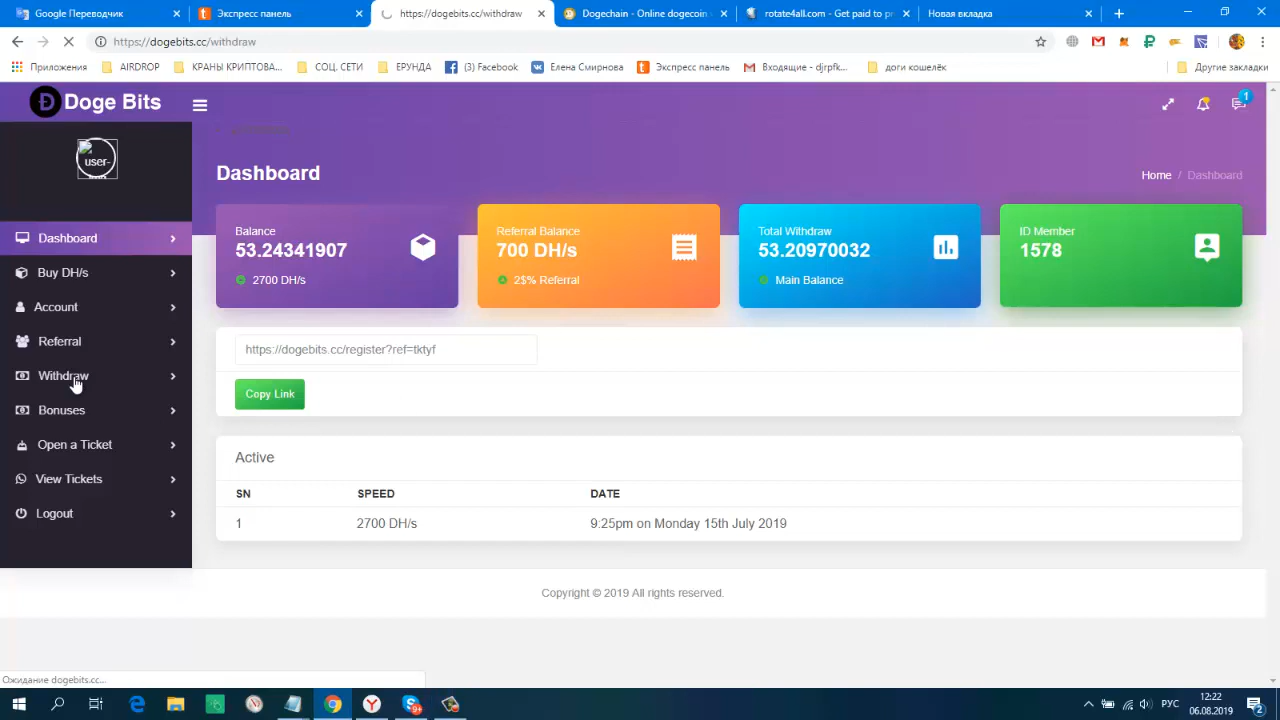 Google Переводчик
Экспресс панель
https://dogebits.cc/withdraw
Dogechain - Online dogecoin
rotate4all.com - Get paid to pr
Новая вкладка
https://dogebits.cc/withdraw
Приложения
AIRDROP
КРАНЫ КРИПТОВА...
СОЦ. СЕТИ
ЕРУНДА
(3) Facebook
Елена Смирнова
Экспресс панель
Входящие - djrpfk...
доги кошелёк
Другие закладки
Doge Bits
1
user-
Dashboard
Home / Dashboard
Balance
53.24341907
2700 DH/s
Referral Balance
700 DH/s
2$% Referral
Total Withdraw
53.20970032
Main Balance
ID Member
1578
Dashboard
Buy DH/s
Account
Referral
Withdraw
Bonuses
Open a Ticket
View Tickets
Logout
https://dogebits.cc/register?ref=tktyf
Copy Link
Active
SN SPEED DATE
1 2700 DH/s 9:25pm on Monday 15th July 2019
Copyright © 2019 All rights reserved.
Ожидание dogebits.cc...
РУС
12:22
06.08.2019
2